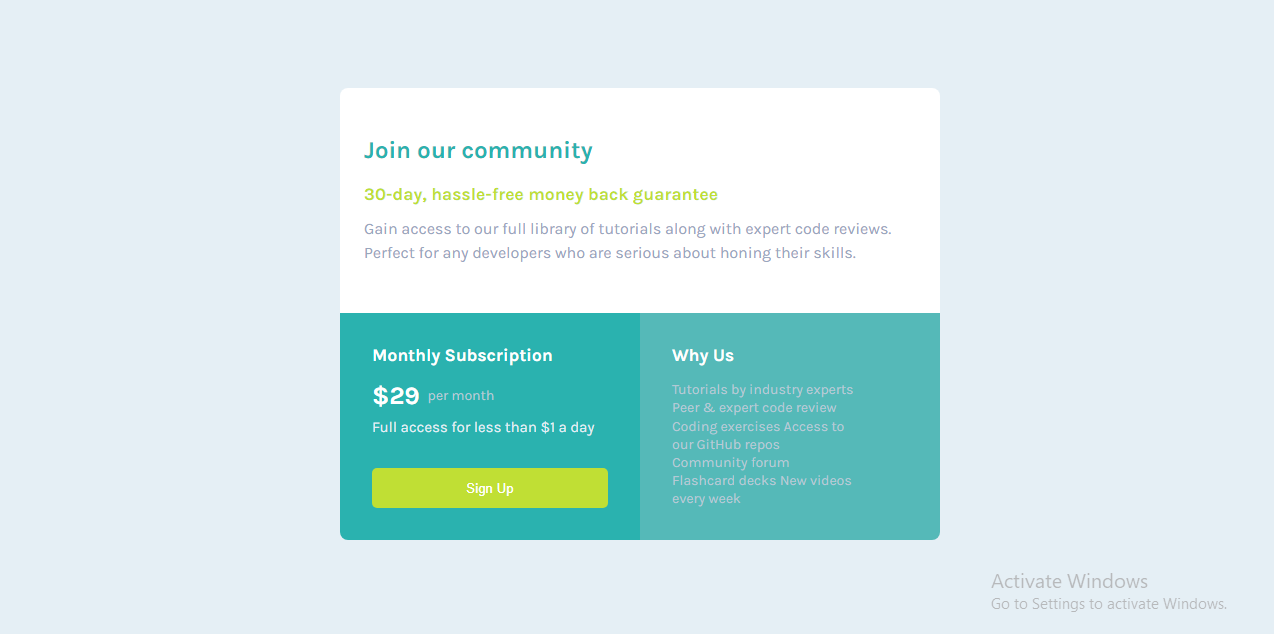 Join our community
30-day, hassle-free money back guarantee
Gain access to our full library of tutorials along with expert code reviews.
Perfect for any developers who are serious about honing their skills.
Monthly Subscription
$29 per month
Full access for less than $1 a day
Sign Up
Why Us
Tutorials by industry experts
Peer & expert code review
Coding exercises Access to
our GitHub repos
Community forum
Flashcard decks New videos
every week
Activate Windows
Go to Settings to activate Windows.